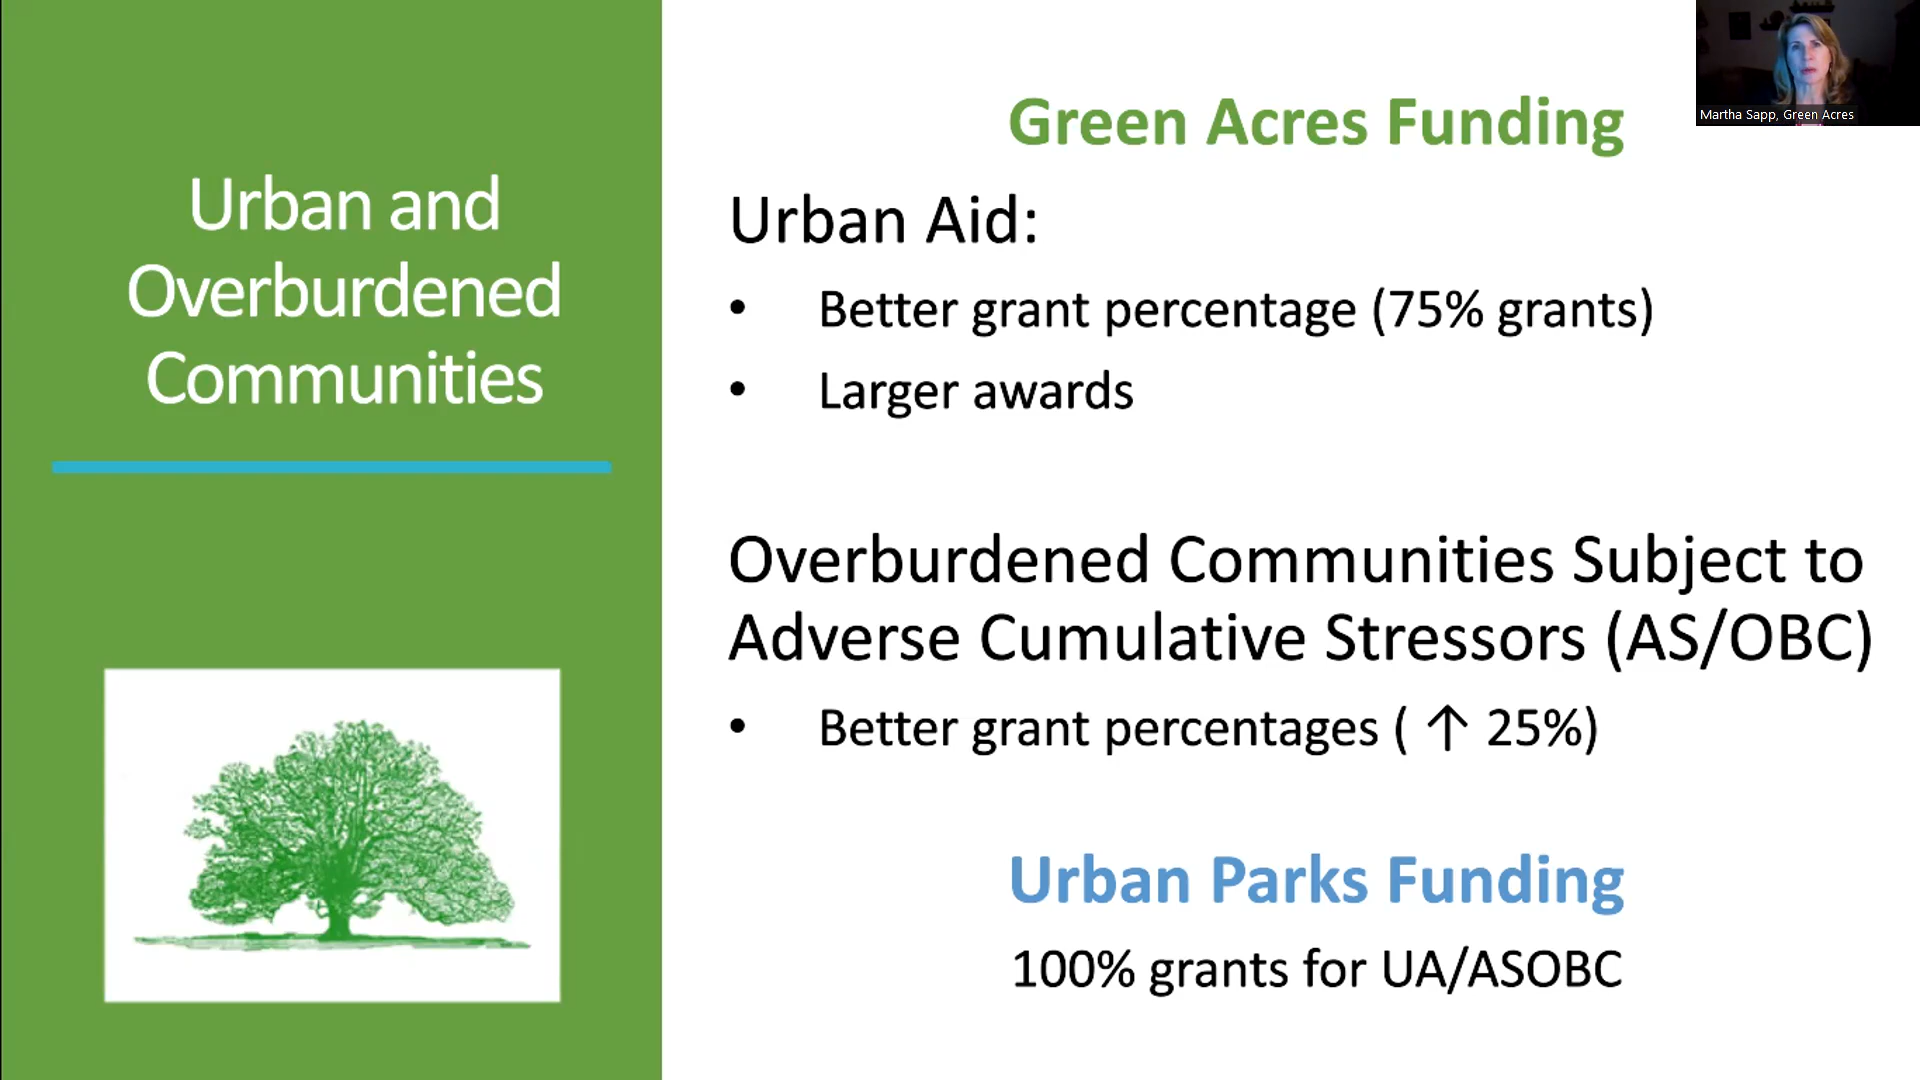 Urban and
Overburdened
Communities
Green Acres Funding
Urban Aid:
• Better grant percentage (75% grants)
• Larger awards
Overburdened Communities Subject to
Adverse Cumulative Stressors (AS/OBC)
• Better grant percentages ( ↑ 25%)
Urban Parks Funding
100% grants for UA/ASOBC
Martha Sapp, Green Acres